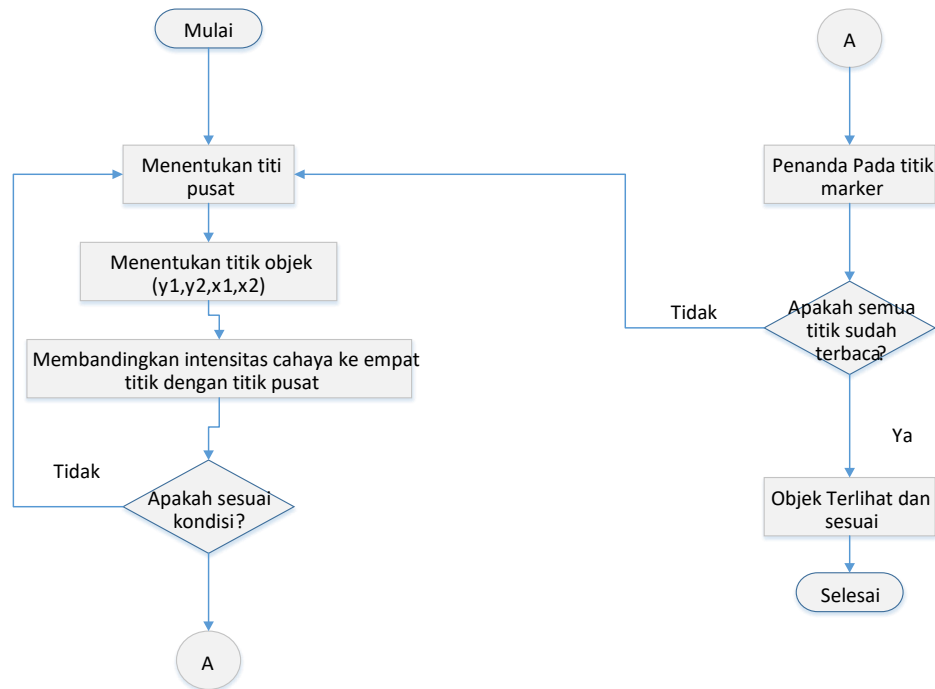 Mulai
Menentukan titi
pusat
Menentukan titik objek
(y1,y2,x1,x2)
Membandingkan intensitas cahaya ke empat
titik dengan titik pusat
Tidak
Apakah sesuai
kondisi?
A
A
Penanda Pada titik
marker
Tidak
Apakah semua
titik sudah
terbaca?
Ya
Objek Terlihat dan
sesuai
Selesai